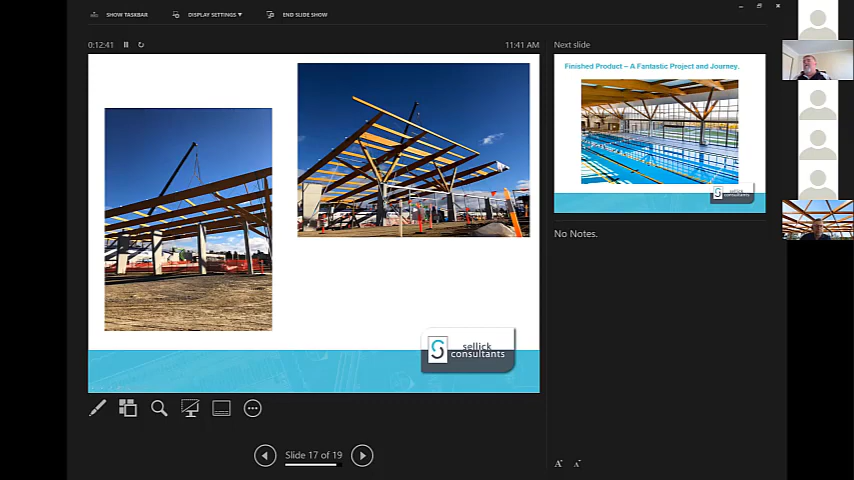 SHOW TASKBAR
DISPLAY SETTINGS ▾
END SLIDE SHOW
0:12:41
11:41 AM
Next slide
Finished Product – A Fantastic Project and Journey.
sellick
consultants
No Notes.
Slide 17 of 19
A
A